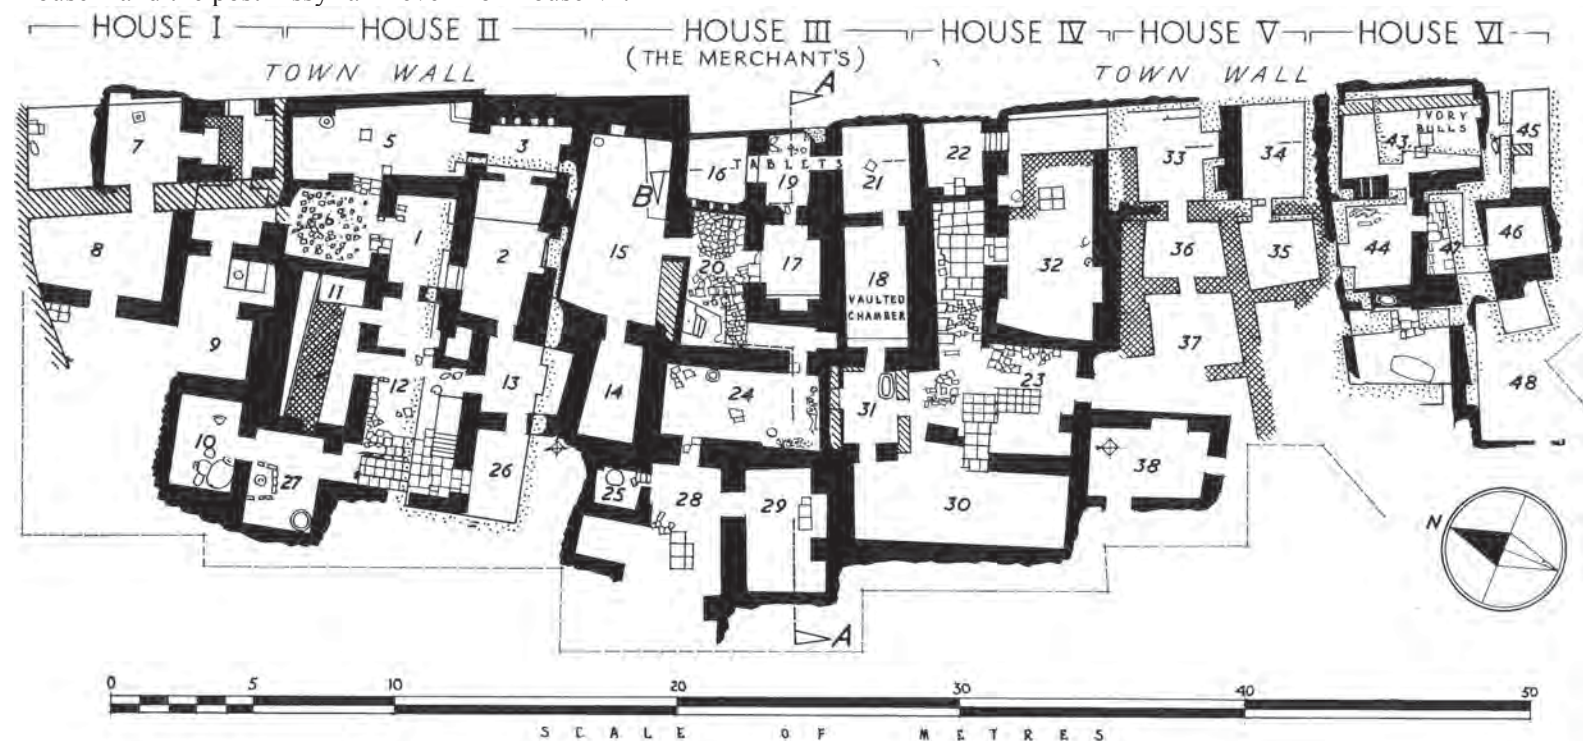 HOUSE I HOUSE II HOUSE III HOUSE IV HOUSE V HOUSE VI
(THE MERCHANT'S)
TOWN WALL TOWN WALL
A
7 5 3 16 TABLETS 19 21 22 33 34 43 IVORY BULLS 45
B
8 6 1 2 15 20 17 18 VAULTED CHAMBER 32 36 35 44 47 46
11
9 12 13 14 24 31 23 37 48
10 27 26 25 28 29 30 38
N
A
0 5 10 20 30 40 50
SCALE OF METRES